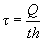 τ = Q / th